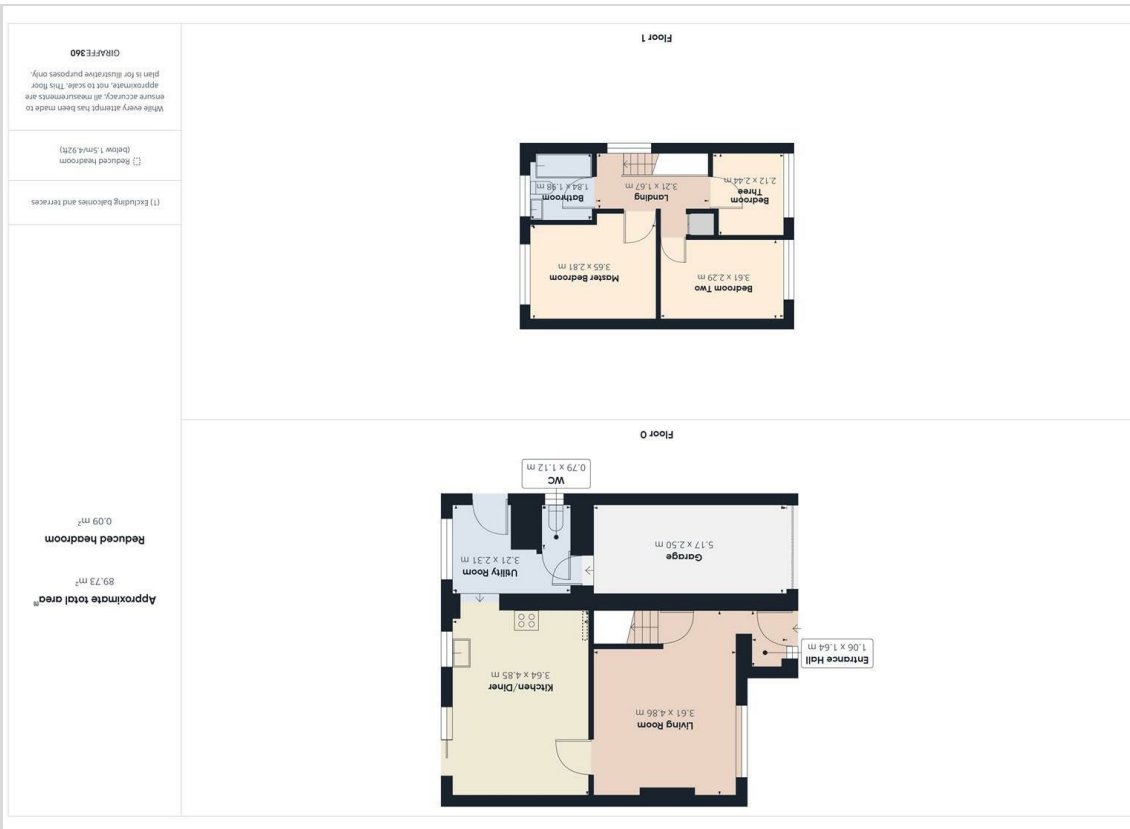 Living Room
3.61 x 4.86 m
Kitchen/Diner
3.64 x 4.85 m
Entrance Hall
1.06 x 1.64 m
Garage
5.17 x 2.50 m
Utility Room
3.21 x 2.31 m
WC
0.79 x 1.12 m
Floor 0
Bedroom Two
3.61 x 2.29 m
Master Bedroom
3.65 x 2.81 m
Bedroom
Three
2.12 x 2.44 m
Landing
3.21 x 1.67 m
Bathroom
1.84 x 1.98 m
Floor 1
Approximate total area(1)
89.73 m²
Reduced headroom
0.09 m²
(1) Excluding balconies and terraces
Reduced headroom
(below 1.5m/4.92ft)
While every attempt has been made to
ensure accuracy, all measurements are
approximate, not to scale. This floor
plan is for illustrative purposes only.
GIRAFFE360